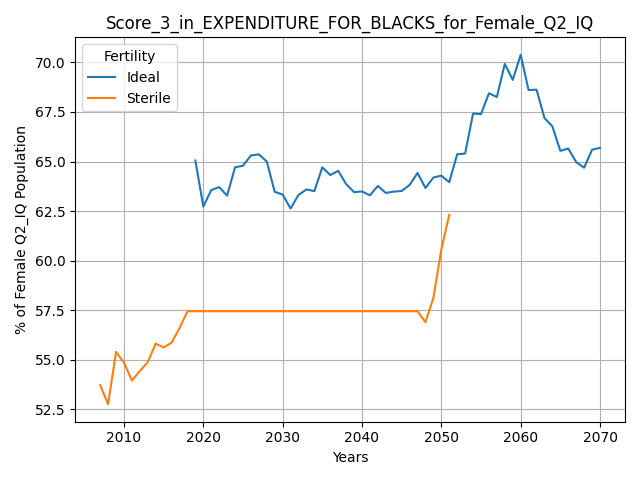 Score_3_in_EXPENDITURE_FOR_BLACKS_for_Female_Q2_IQ
Fertility
Ideal
Sterile
% of Female Q2_IQ Population
70.0
67.5
65.0
62.5
60.0
57.5
55.0
52.5
2010 2020 2030 2040 2050 2060 2070
Years